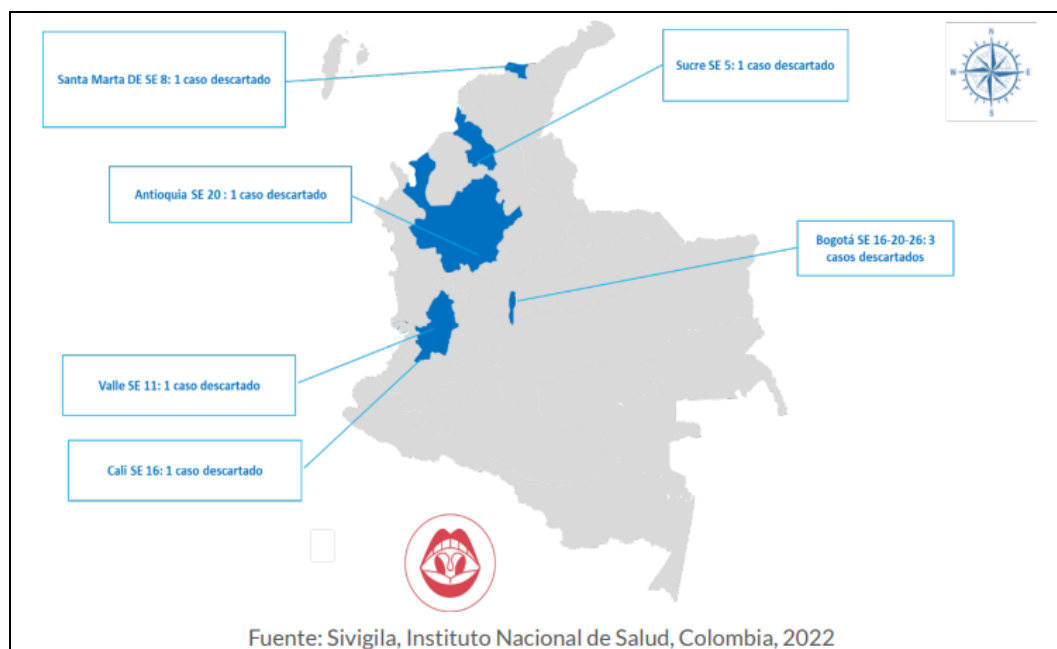 Santa Marta DE SE 8: 1 caso descartado
Sucre SE 5: 1 caso descartado
N
W
E
S
Antioquia SE 20 : 1 caso descartado
Bogotá SE 16-20-26: 3
casos descartados
Valle SE 11: 1 caso descartado
Cali SE 16: 1 caso descartado
Fuente: Sivigila, Instituto Nacional de Salud, Colombia, 2022